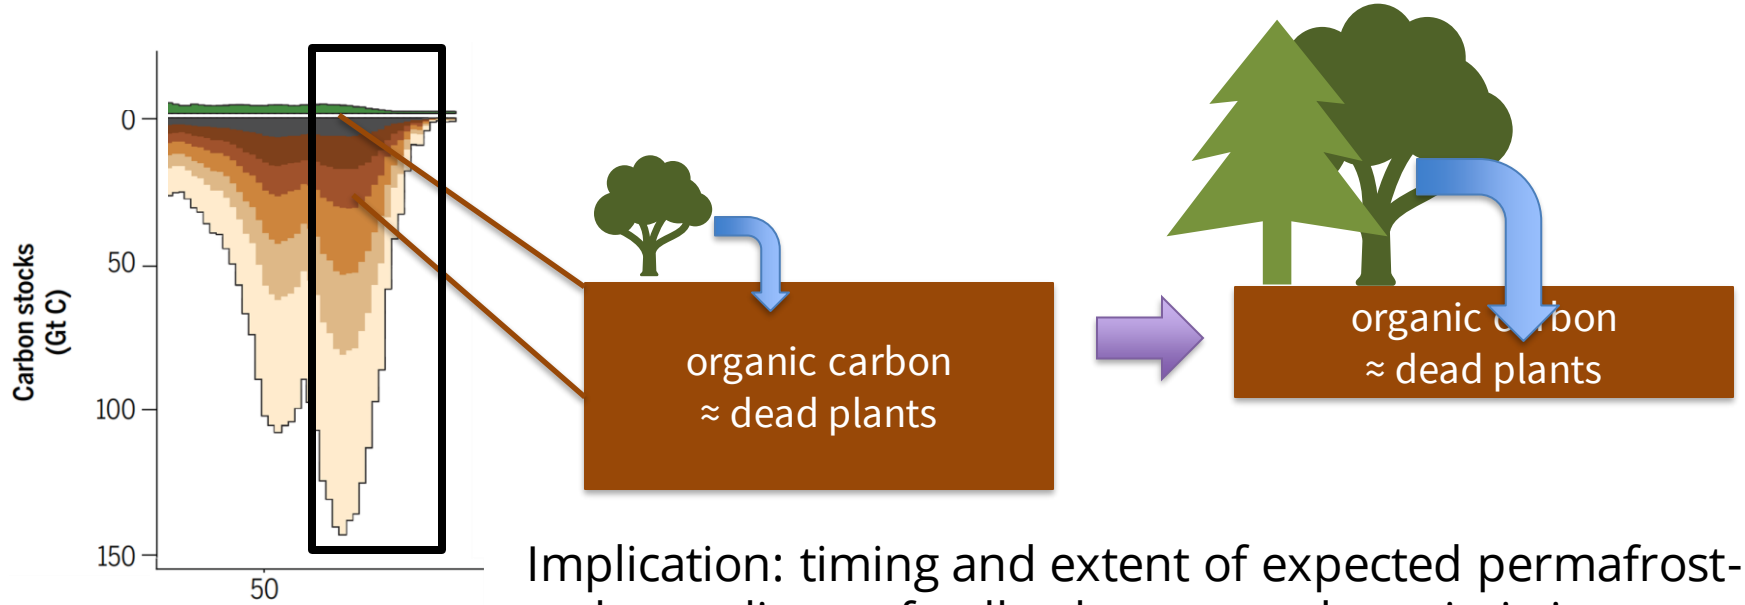 0
50
100
150
Carbon stocks
(Gt C)
50
organic carbon
≈ dead plants
organic bon
≈ dead plants
Implication: timing and extent of expected permafrost-